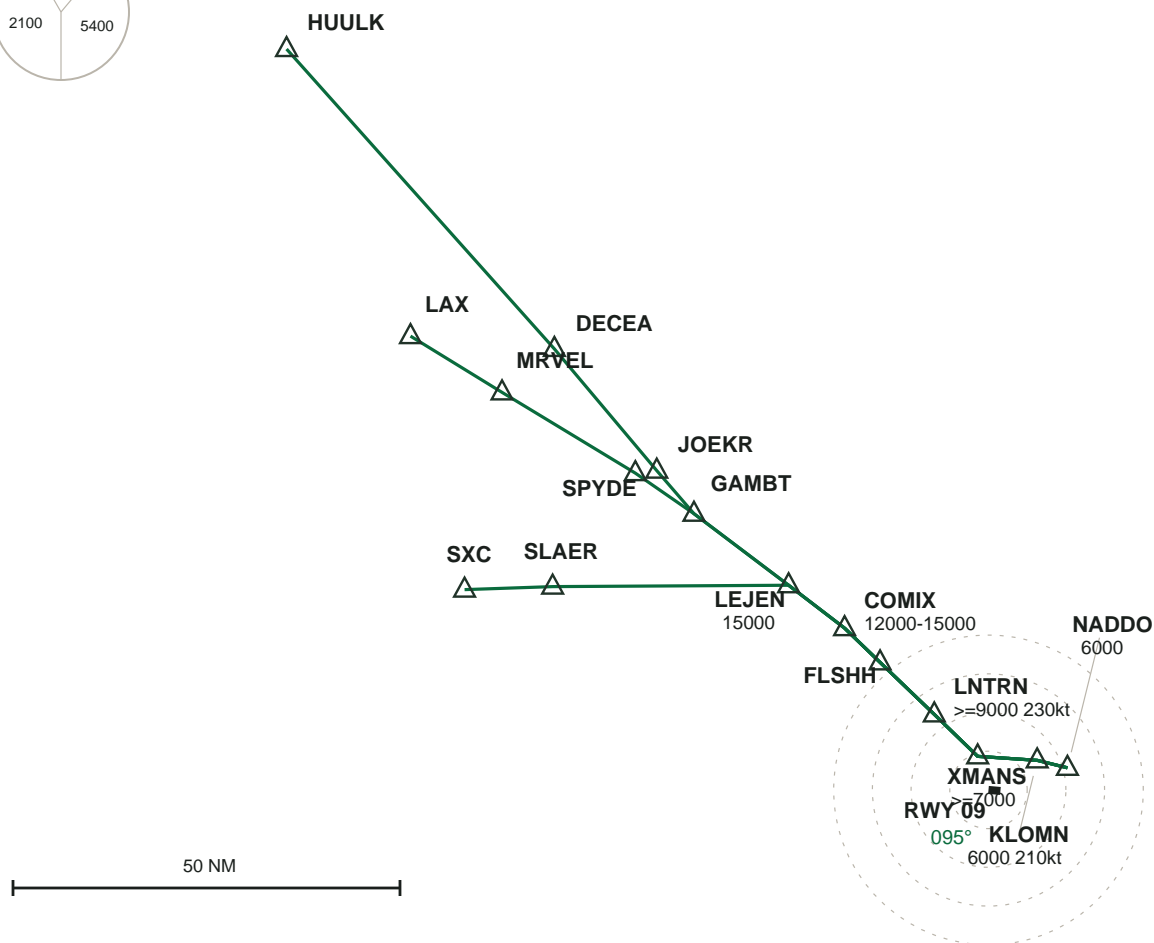 HUULK
2100
5400
LAX
DECEA
MRVEL
JOEKR
SPYDE
GAMBT
SXC
SLAER
LEJEN
15000
COMIX
12000-15000
NADDO
6000
FLSHH
LNTRN
>=9000 230kt
XMANS
>=7000
RWY 09
095°
KLOMN
6000 210kt
50 NM